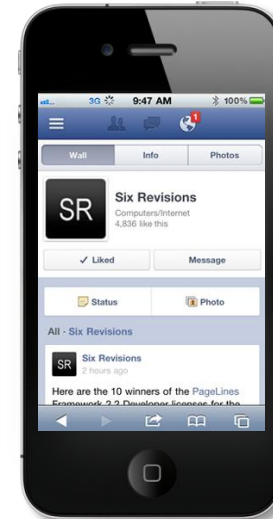 3G 9:47 AM 100%
1
Wall Info Photos
SR Six Revisions
Computers/Internet
4,836 like this
✓ Liked Message
Status Photo
All · Six Revisions
SR Six Revisions
2 hours ago
Here are the 10 winners of the PageLines
Framework 2.2 Developer licenses for the